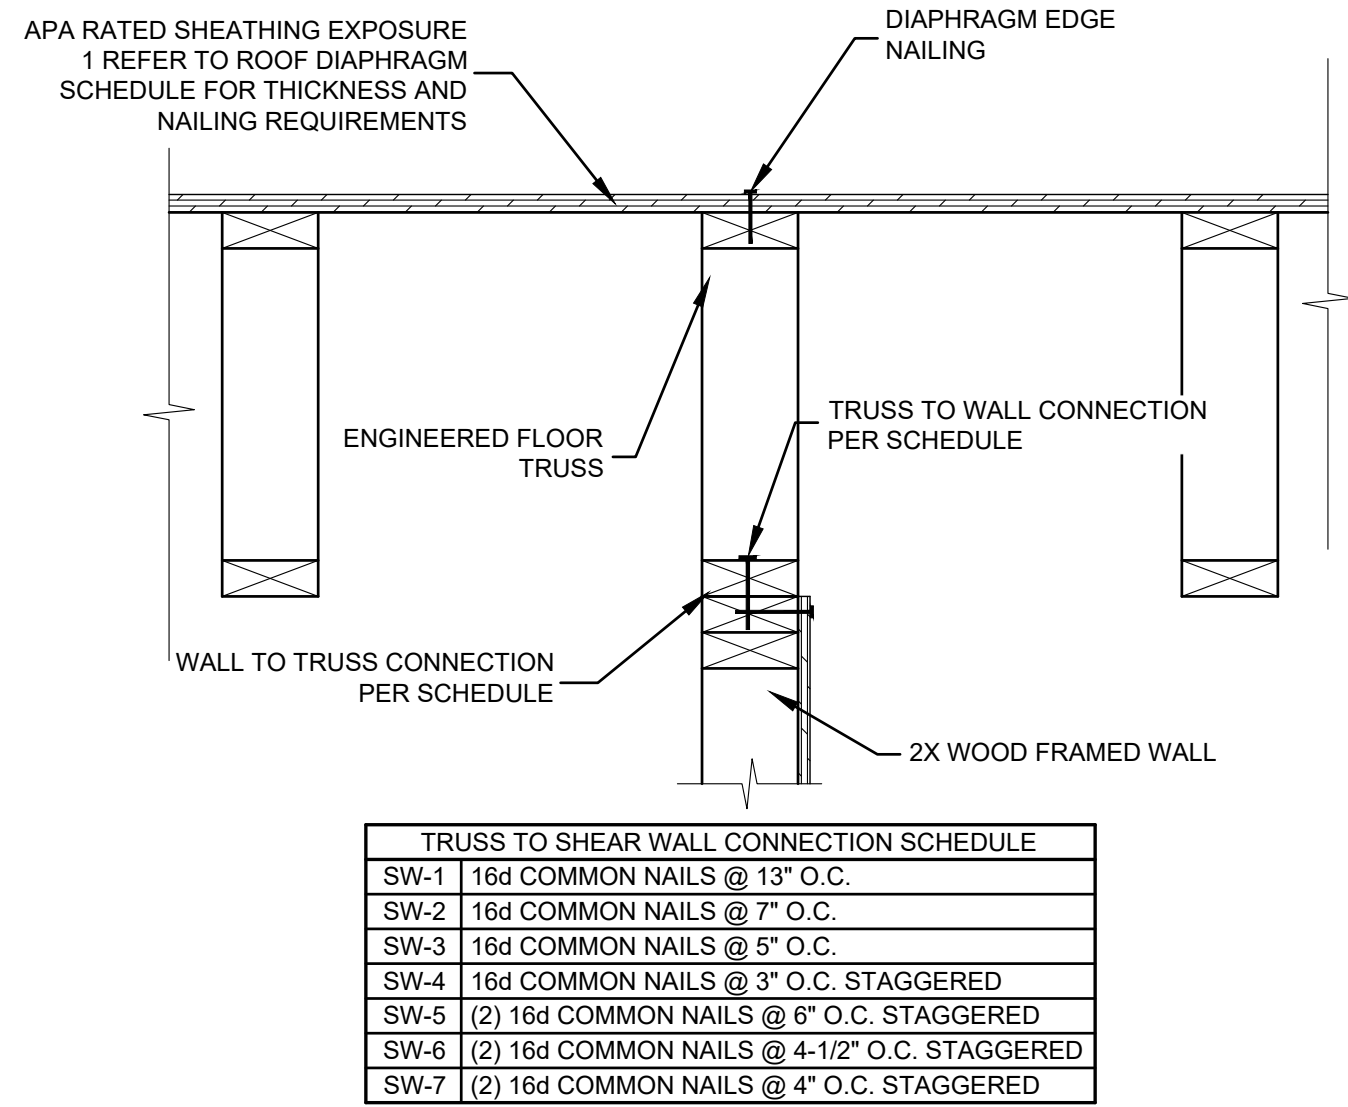 APA RATED SHEATHING EXPOSURE
1 REFER TO ROOF DIAPHRAGM
SCHEDULE FOR THICKNESS AND
NAILING REQUIREMENTS
DIAPHRAGM EDGE
NAILING
ENGINEERED FLOOR
TRUSS
TRUSS TO WALL CONNECTION
PER SCHEDULE
WALL TO TRUSS CONNECTION
PER SCHEDULE
2X WOOD FRAMED WALL
TRUSS TO SHEAR WALL CONNECTION SCHEDULE
SW-1 16d COMMON NAILS @ 13" O.C.
SW-2 16d COMMON NAILS @ 7" O.C.
SW-3 16d COMMON NAILS @ 5" O.C.
SW-4 16d COMMON NAILS @ 3" O.C. STAGGERED
SW-5 (2) 16d COMMON NAILS @ 6" O.C. STAGGERED
SW-6 (2) 16d COMMON NAILS @ 4-1/2" O.C. STAGGERED
SW-7 (2) 16d COMMON NAILS @ 4" O.C. STAGGERED